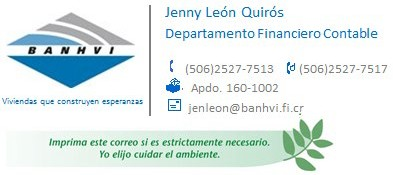 BANHVI
Viviendas que construyen esperanzas
Jenny León Quirós
Departamento Financiero Contable
(506)2527-7513 (506)2527-7517
Apdo. 160-1002
jenleon@banhvi.fi.cr
Imprima este correo si es estrictamente necesario.
Yo elijo cuidar el ambiente.